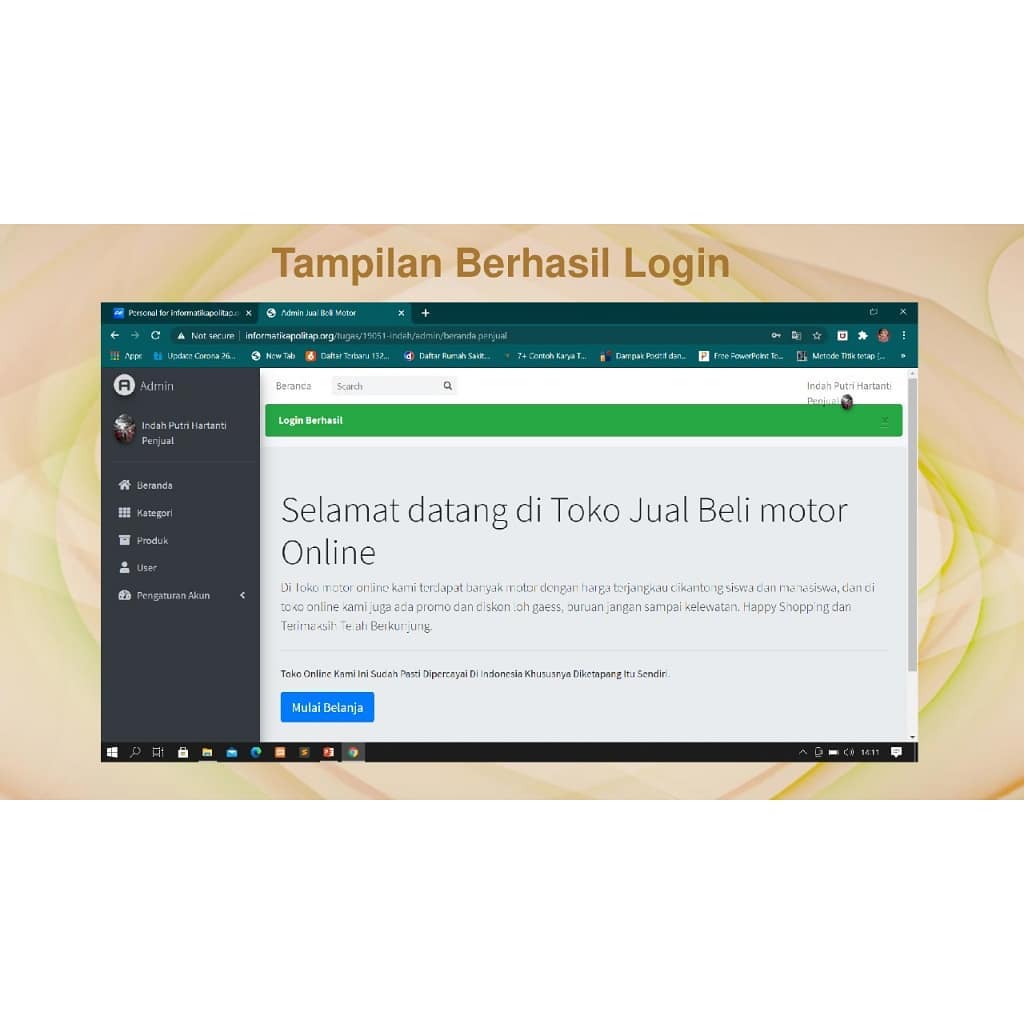 Tampilan Berhasil Login
Personal for informatikapolitap.o
Admin Jual Beli Motor
Not secure | informatikapolitap.org/tugas/19051-indah/admin/beranda.penjual
Apps
Update Corona 26...
New Tab
Daftar Terbaru 132...
Daftar Rumah Sakit...
7+ Contoh Karya T...
Dampak Positif dan...
Free PowerPoint Te...
Metode Titik tetap (...
»
Admin
Indah Putri Hartanti
Penjual
Beranda
Kategori
Produk
User
Pengaturan Akun
Beranda
Search
Indah Putri Hartanti
Penjual
Login Berhasil
Selamat datang di Toko Jual Beli motor
Online
Di Toko motor online kami terdapat banyak motor dengan harga terjangkau dikantong siswa dan mahasiswa, dan di
toko online kami juga ada promo dan diskon loh gaess, buruan jangan sampai kelewatan. Happy Shopping dan
Terimaksih Telah Berkunjung.
Toko Online Kami Ini Sudah Pasti Dipercayai Di Indonesia Khususnya Diketapang Itu Sendiri.
Mulai Belanja
14:11